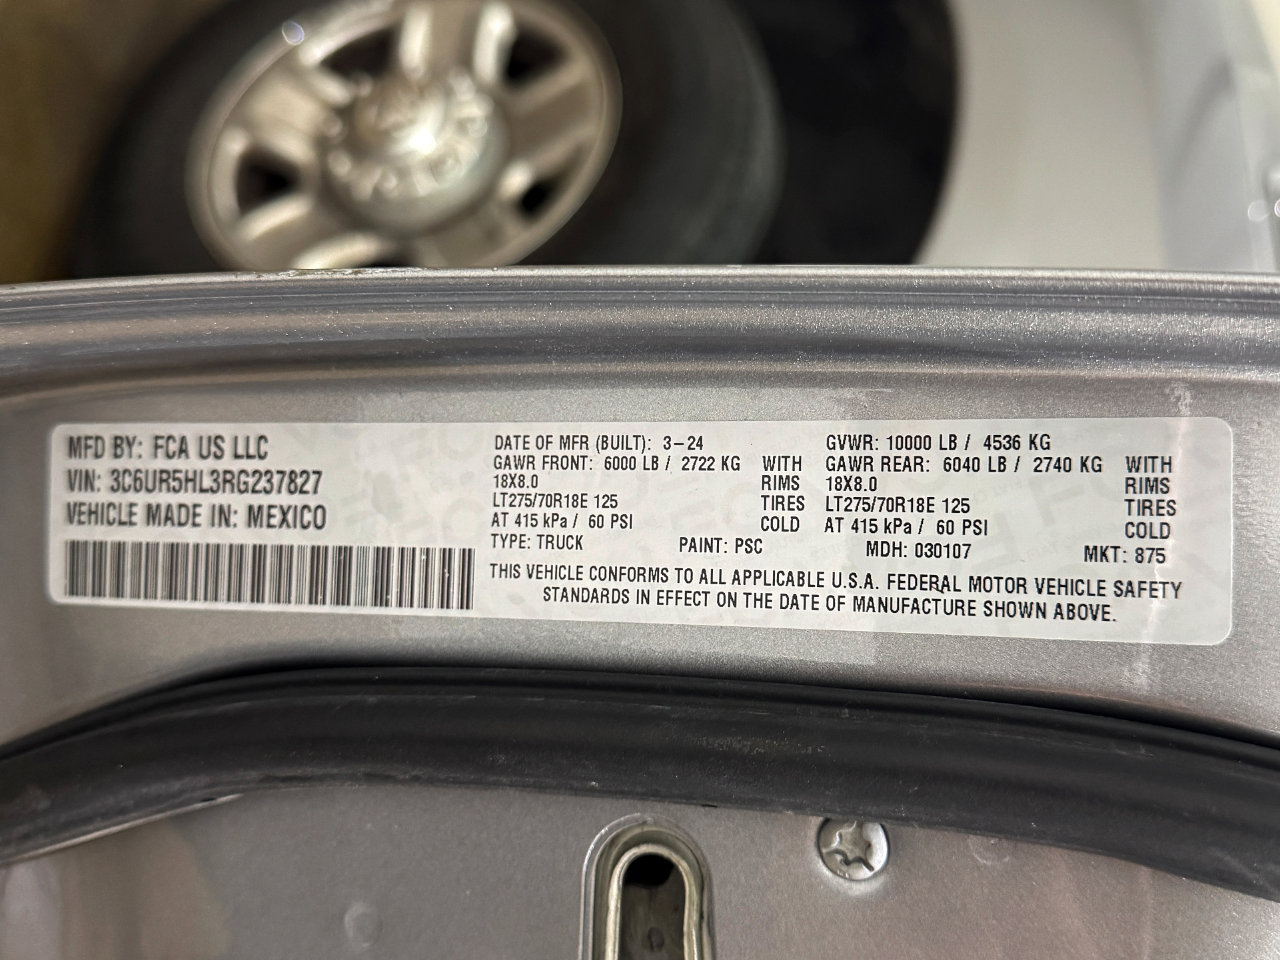 MFD BY: FCA US LLC
VIN: 3C6UR5HL3RG237827
VEHICLE MADE IN: MEXICO
DATE OF MFR (BUILT): 3-24
GVWR: 10000 LB / 4536 KG
GAWR FRONT: 6000 LB / 2722 KG WITH
18X8.0 RIMS
LT275/70R18E 125 TIRES
AT 415 kPa / 60 PSI COLD
GAWR REAR: 6040 LB / 2740 KG WITH
18X8.0 RIMS
LT275/70R18E 125 TIRES
AT 415 kPa / 60 PSI COLD
TYPE: TRUCK PAINT: PSC MDH: 030107 MKT: 875
THIS VEHICLE CONFORMS TO ALL APPLICABLE U.S.A. FEDERAL MOTOR VEHICLE SAFETY
STANDARDS IN EFFECT ON THE DATE OF MANUFACTURE SHOWN ABOVE.